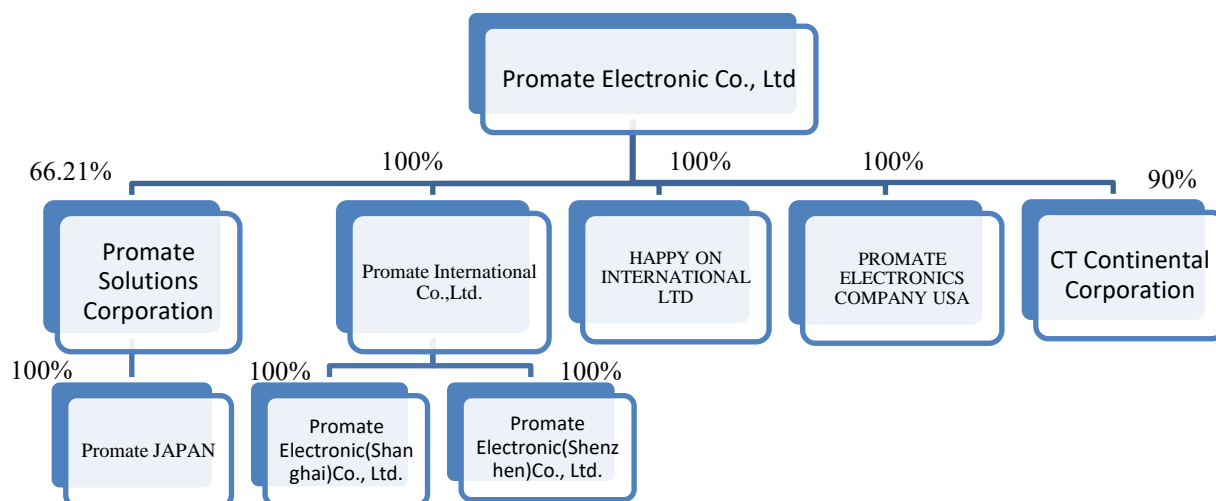 Promate Electronic Co., Ltd
66.21%
100%
100%
100%
90%
Promate
Solutions
Corporation
Promate International
Co.,Ltd.
HAPPY ON
INTERNATIONAL
LTD
PROMATE
ELECTRONICS
COMPANY USA
CT Continental
Corporation
100%
100%
100%
Promate JAPAN
Promate
Electronic(Shan
ghai)Co., Ltd.
Promate
Electronic(Shenz
hen)Co., Ltd.